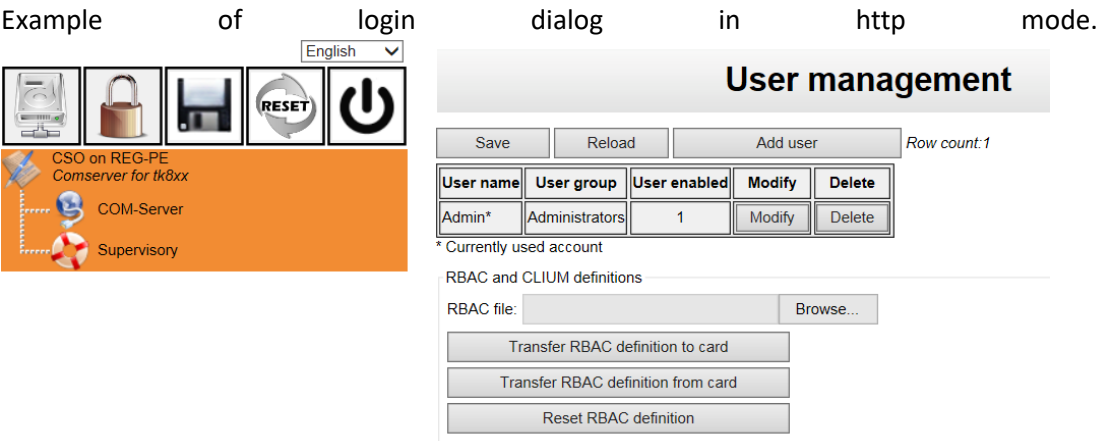 Example of login dialog in http mode.
English
RESET
CSO on REG-PE
Comserver for tk8xx
COM-Server
Supervisory
User management
Save Reload Add user Row count:1
User name User group User enabled Modify Delete
Admin* Administrators 1 Modify Delete
* Currently used account
RBAC and CLIUM definitions
RBAC file: Browse...
Transfer RBAC definition to card
Transfer RBAC definition from card
Reset RBAC definition